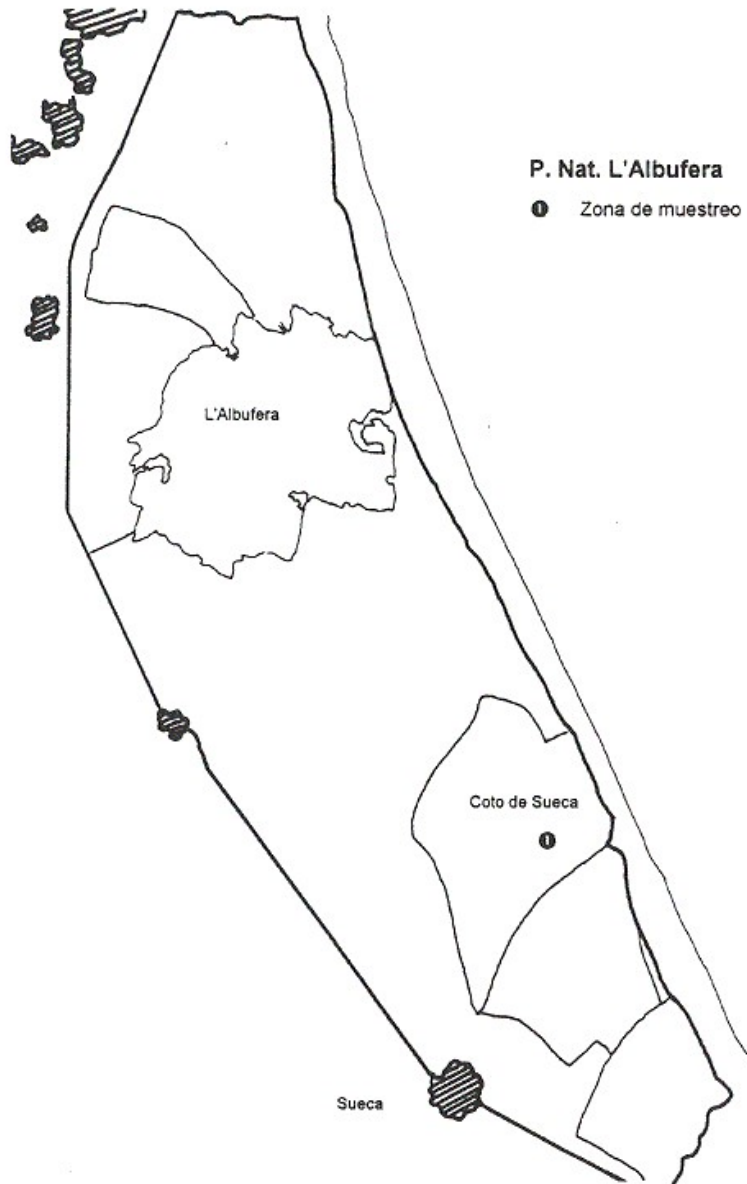 P. Nat. L'Albufera
Zona de muestreo
L'Albufera
Coto de Sueca
Sueca